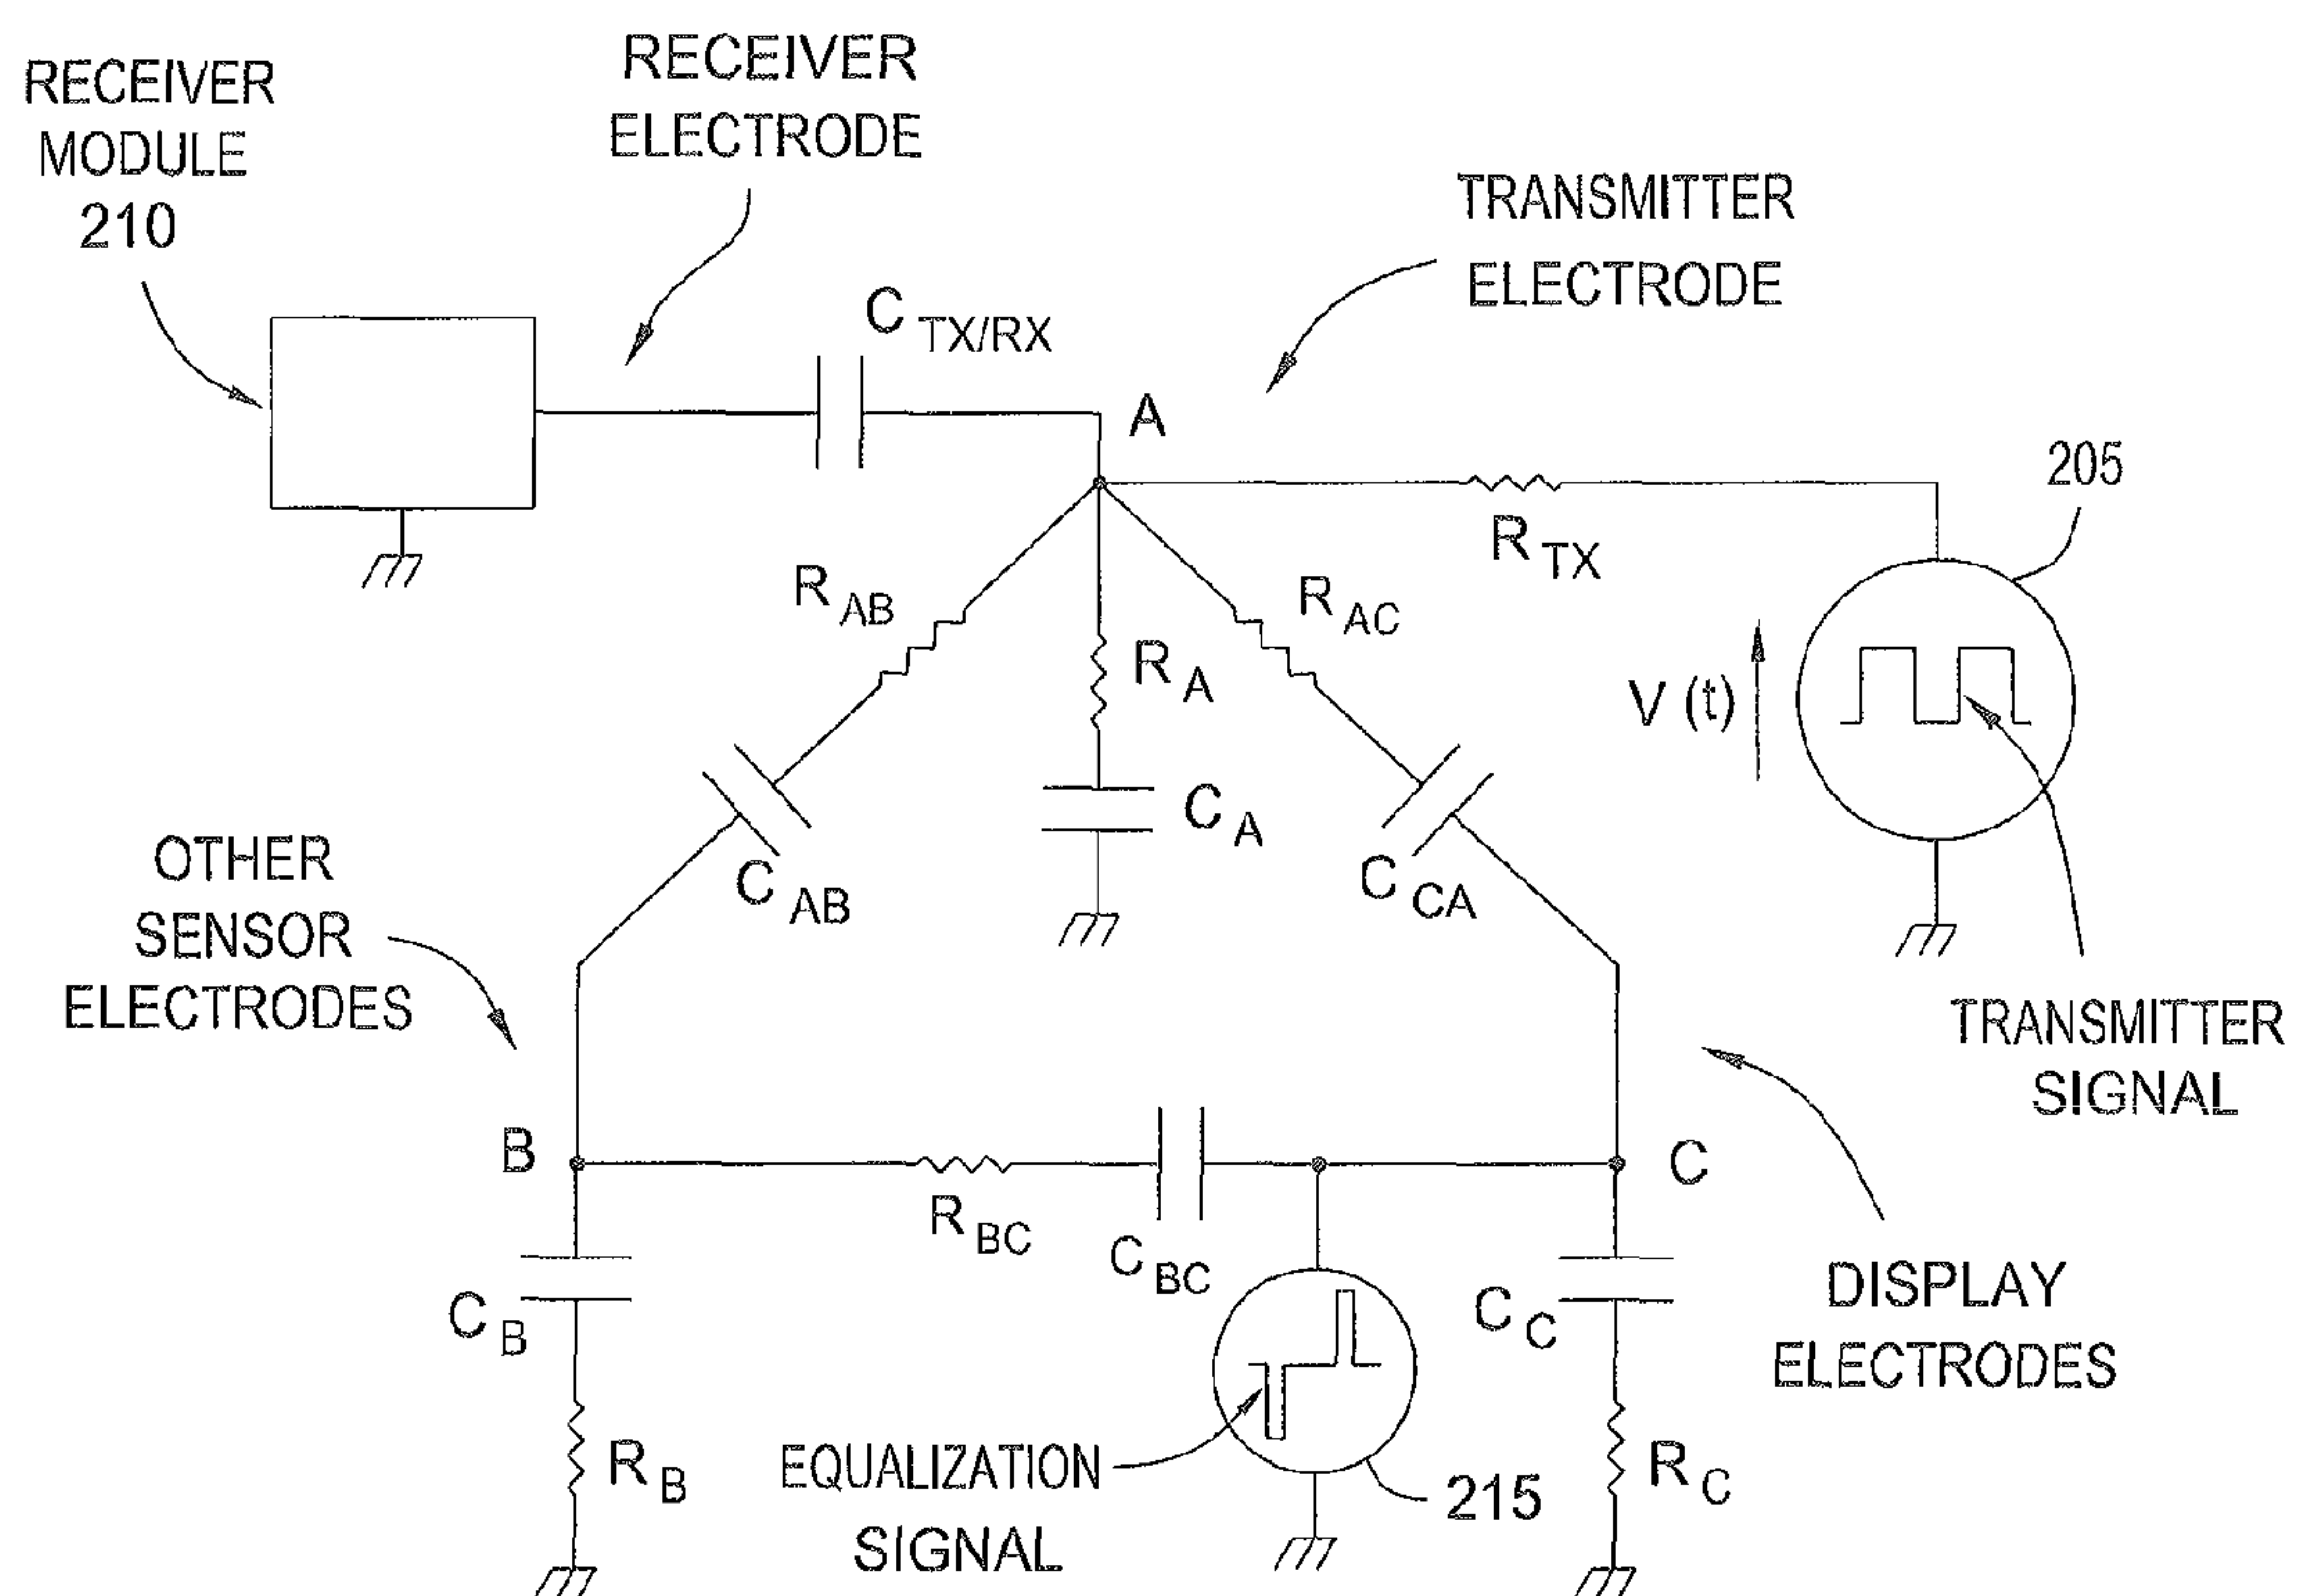 RECEIVER
MODULE
210
RECEIVER
ELECTRODE
TRANSMITTER
ELECTRODE
C TX/RX
A
205
R TX
R AB
R A
R AC
V (t)
C AB
C A
C CA
OTHER
SENSOR
ELECTRODES
TRANSMITTER
SIGNAL
B
C
R BC
C BC
C B
C C
DISPLAY
ELECTRODES
R B
EQUALIZATION
SIGNAL
215
R C